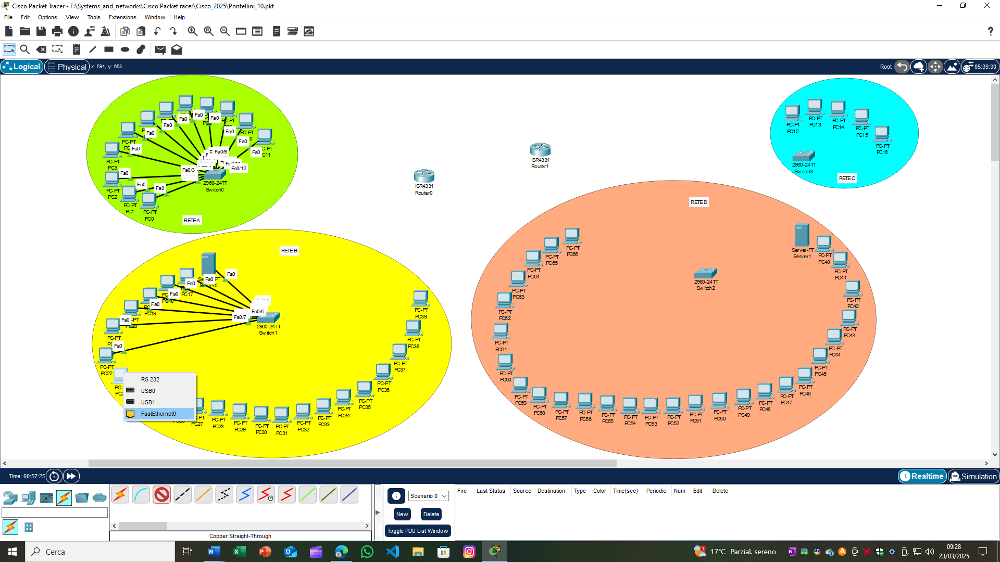 Cisco Packet Tracer - F:\Systems_and_networks\Cisco Packet racer\Cisco_2025\Pontellini_10.pkt
File Edit Options View Tools Extensions Window Help
Logical Physical x: 594, y: 653
Root 05:39:30
Fa0 Fa0 Fa0 Fa0 Fa0 Fa0 Fa0 Fa0 Fa0 Fa0 Fa0 Fa0
Fa0/9
Fa0/12
Fa0/3
PC-PT
PC11
PC-PT
PC3
PC-PT
PC2
PC-PT
PC1
PC-PT
PC0
2960-24TT
Switch0
RETE A
ISR4331
Router0
ISR4331
Router1
PC-PT
PC12
PC-PT
PC13
PC-PT
PC14
PC-PT
PC15
PC-PT
PC16
2960-24TT
Switch3
RETE C
RETE B
Server0
Fa0 Fa0 Fa0 Fa0 Fa0 Fa0 Fa0
PC17
PC18
PC19
PC-PT
PC22
Fa0/5
Fa0/7
2960-24TT
Switch1
RS 232
USB0
USB1
FastEthernet0
PC-PT
PC27
PC-PT
PC28
PC-PT
PC29
PC-PT
PC30
PC-PT
PC31
PC-PT
PC32
PC-PT
PC33
PC-PT
PC34
PC-PT
PC35
PC-PT
PC36
PC-PT
PC37
PC-PT
PC38
PC-PT
PC39
RETE D
Server-PT
Server1
2960-24TT
Switch2
PC-PT
PC40
PC-PT
PC41
PC-PT
PC42
PC-PT
PC43
PC-PT
PC44
PC-PT
PC45
PC-PT
PC46
PC-PT
PC47
PC-PT
PC48
PC-PT
PC49
PC-PT
PC50
PC-PT
PC51
PC-PT
PC52
PC-PT
PC53
PC-PT
PC54
PC-PT
PC55
PC-PT
PC56
PC-PT
PC57
PC-PT
PC58
PC-PT
PC59
PC-PT
PC60
PC-PT
PC61
PC-PT
PC62
PC-PT
PC63
PC-PT
PC64
PC-PT
PC65
PC-PT
PC66
Time: 00:57:25
Realtime Simulation
Scenario 0
New Delete
Toggle PDU List Window
Fire Last Status Source Destination Type Color Time(sec) Periodic Num Edit Delete
Copper Straight-Through
Cerca
17°C Parzial. sereno
09:28
23/03/2025